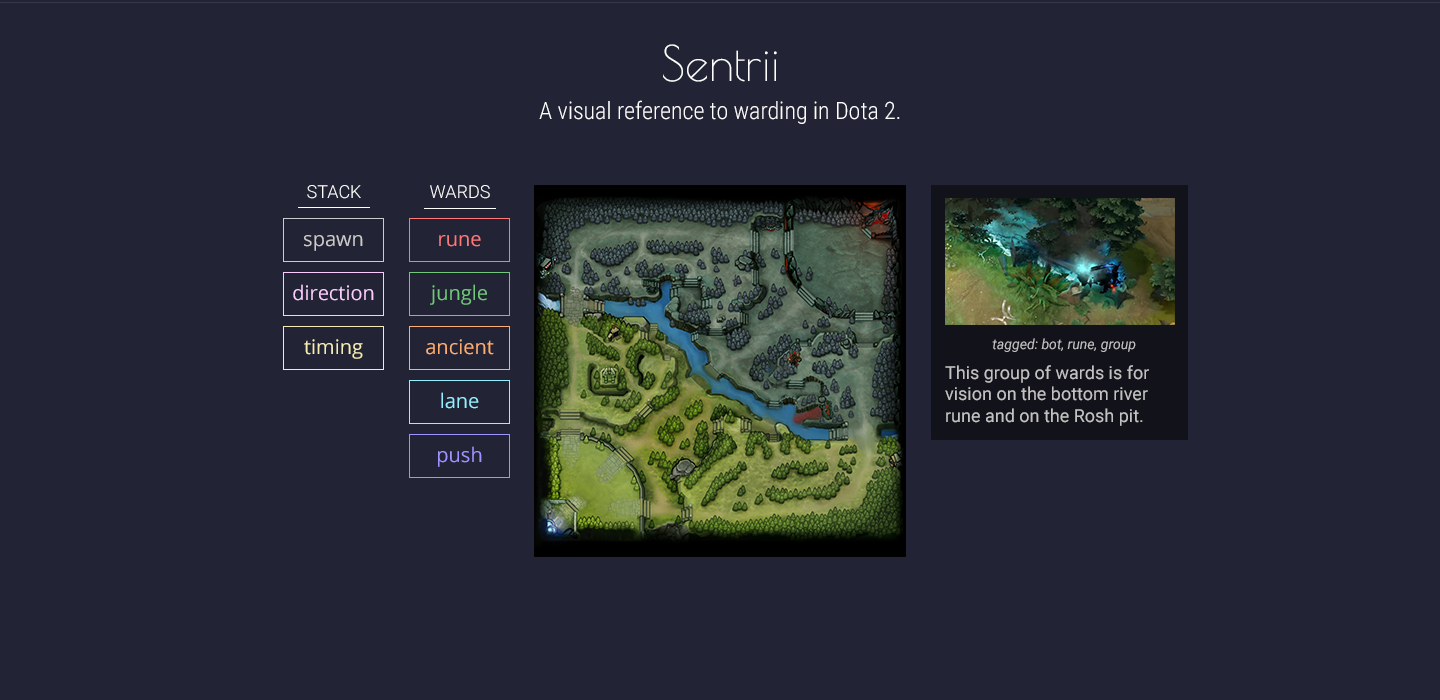 Sentrii
A visual reference to warding in Dota 2.
STACK
spawn
direction
timing
WARDS
rune
jungle
ancient
lane
push
tagged: bot, rune, group
This group of wards is for
vision on the bottom river
rune and on the Rosh pit.